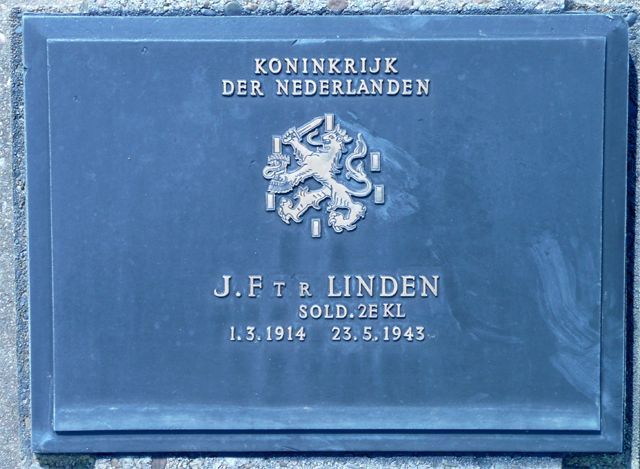 KONINKRIJK
DER NEDERLANDEN
J.F T R LINDEN
SOLD.2E KL
1.3.1914 23.5.1943